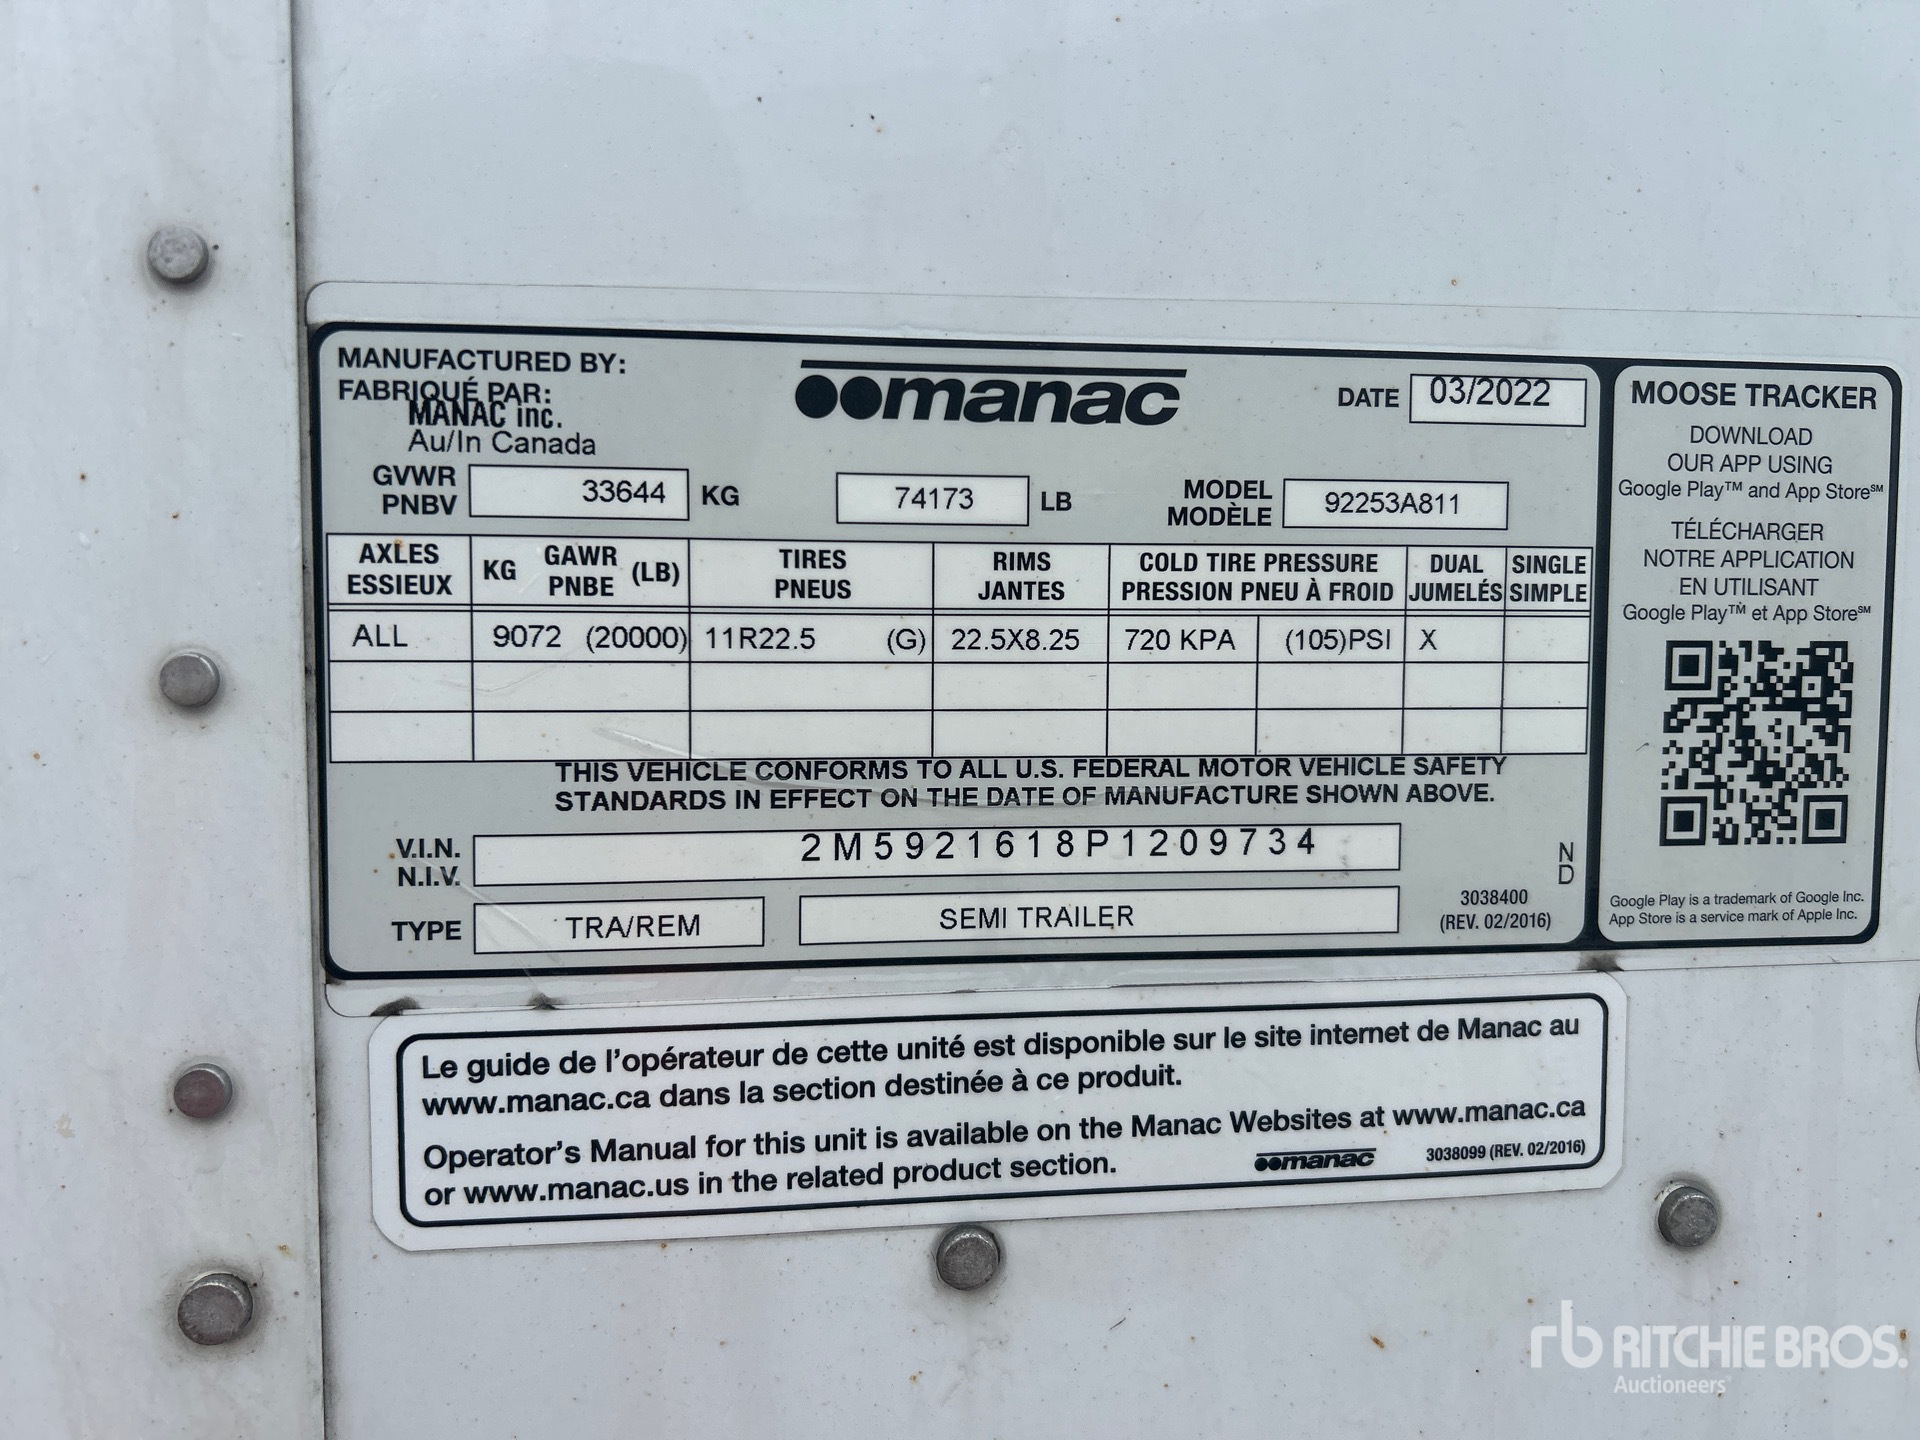 MANUFACTURED BY:
FABRIQUÉ PAR:
MANAC inc.
Au/In Canada
manac
DATE 03/2022
GVWR
PNBV
33644 KG
74173 LB
MODEL
MODÈLE
92253A811
AXLES
ESSIEUX
KG GAWR
PNBE (LB)
TIRES
PNEUS
RIMS
JANTES
COLD TIRE PRESSURE
PRESSION PNEU À FROID
DUAL
JUMELÉS
SINGLE
SIMPLE
ALL 9072 (20000) 11R22.5 (G) 22.5X8.25 720 KPA (105)PSI X
THIS VEHICLE CONFORMS TO ALL U.S. FEDERAL MOTOR VEHICLE SAFETY
STANDARDS IN EFFECT ON THE DATE OF MANUFACTURE SHOWN ABOVE.
V.I.N.
N.I.V.
2M5921618P1209734
ND
TYPE TRA/REM SEMI TRAILER
3038400
(REV. 02/2016)
MOOSE TRACKER
DOWNLOAD
OUR APP USING
Google Play™ and App Store℠
TÉLÉCHARGER
NOTRE APPLICATION
EN UTILISANT
Google Play™ et App Store℠
Google Play is a trademark of Google Inc.
App Store is a service mark of Apple Inc.
Le guide de l'opérateur de cette unité est disponible sur le site internet de Manac au
www.manac.ca dans la section destinée à ce produit.
Operator's Manual for this unit is available on the Manac Websites at www.manac.ca
or www.manac.us in the related product section.
manac
3038099 (REV. 02/2016)
rb RITCHIE BROS.
Auctioneers